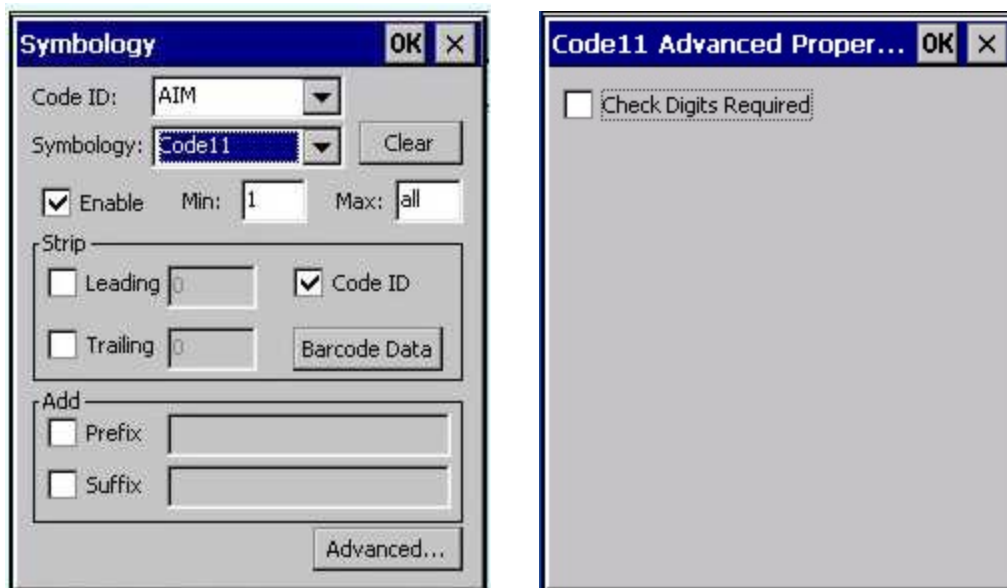 Symbology OK ×
Code ID: AIM
Symbology: Code11 Clear
Enable Min: 1 Max: all
Strip
Leading 0 Code ID
Trailing 0 Barcode Data
Add
Prefix
Suffix
Advanced...
Code11 Advanced Proper... OK ×
Check Digits Required